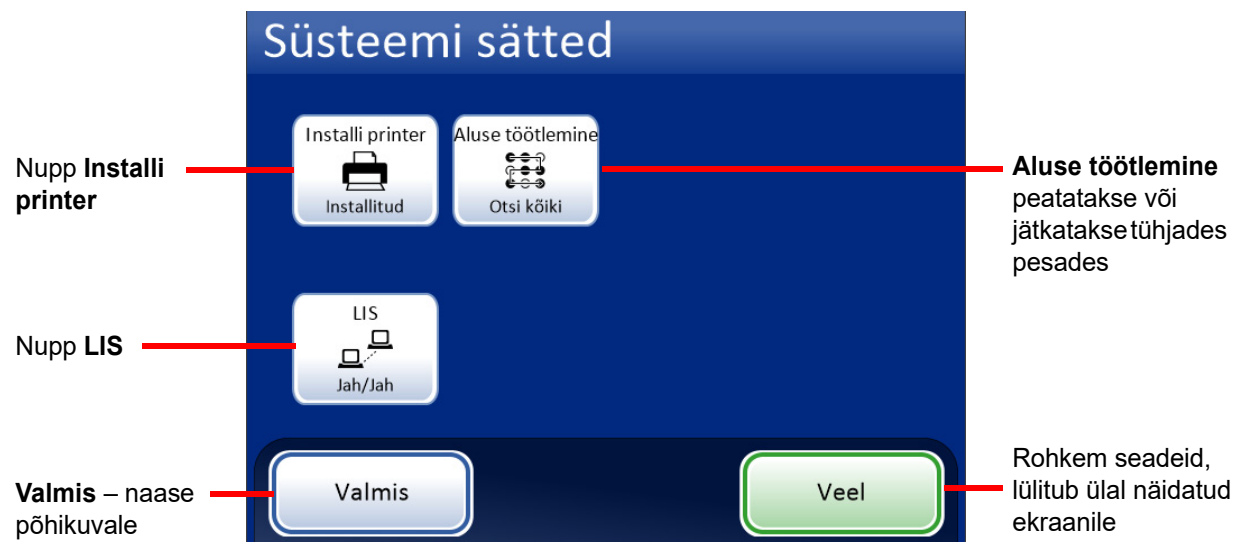 Süsteemi sätted
Nupp Installi
printer
Installi printer
Installitud
Aluse töötlemine
Otsi kõiki
Aluse töötlemine
peatatakse või
jätkatakse tühjades
pesades
Nupp LIS
LIS
Jah/Jah
Valmis – naase
põhikuvale
Valmis
Veel
Rohkem seadeid,
lülitub ülal näidatud
ekraanile